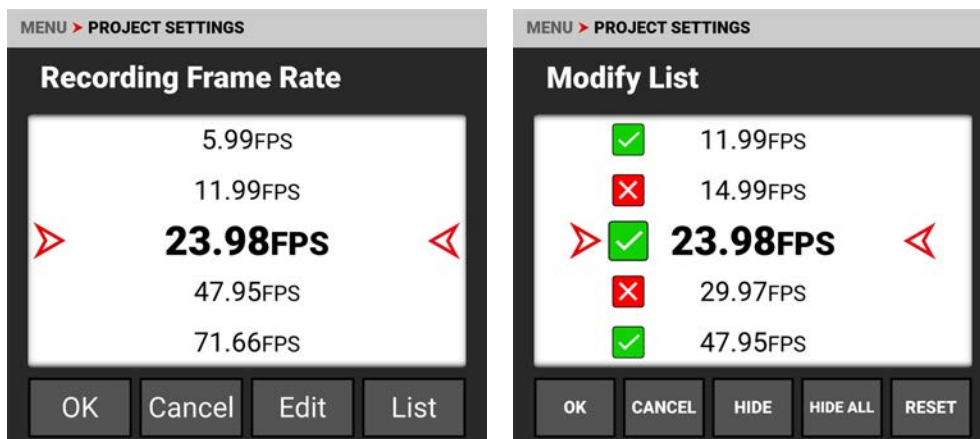 MENU ➤ PROJECT SETTINGS
Recording Frame Rate
5.99FPS
11.99FPS
23.98FPS
47.95FPS
71.66FPS
OK Cancel Edit List
MENU ➤ PROJECT SETTINGS
Modify List
11.99FPS
14.99FPS
23.98FPS
29.97FPS
47.95FPS
OK CANCEL HIDE HIDE ALL RESET